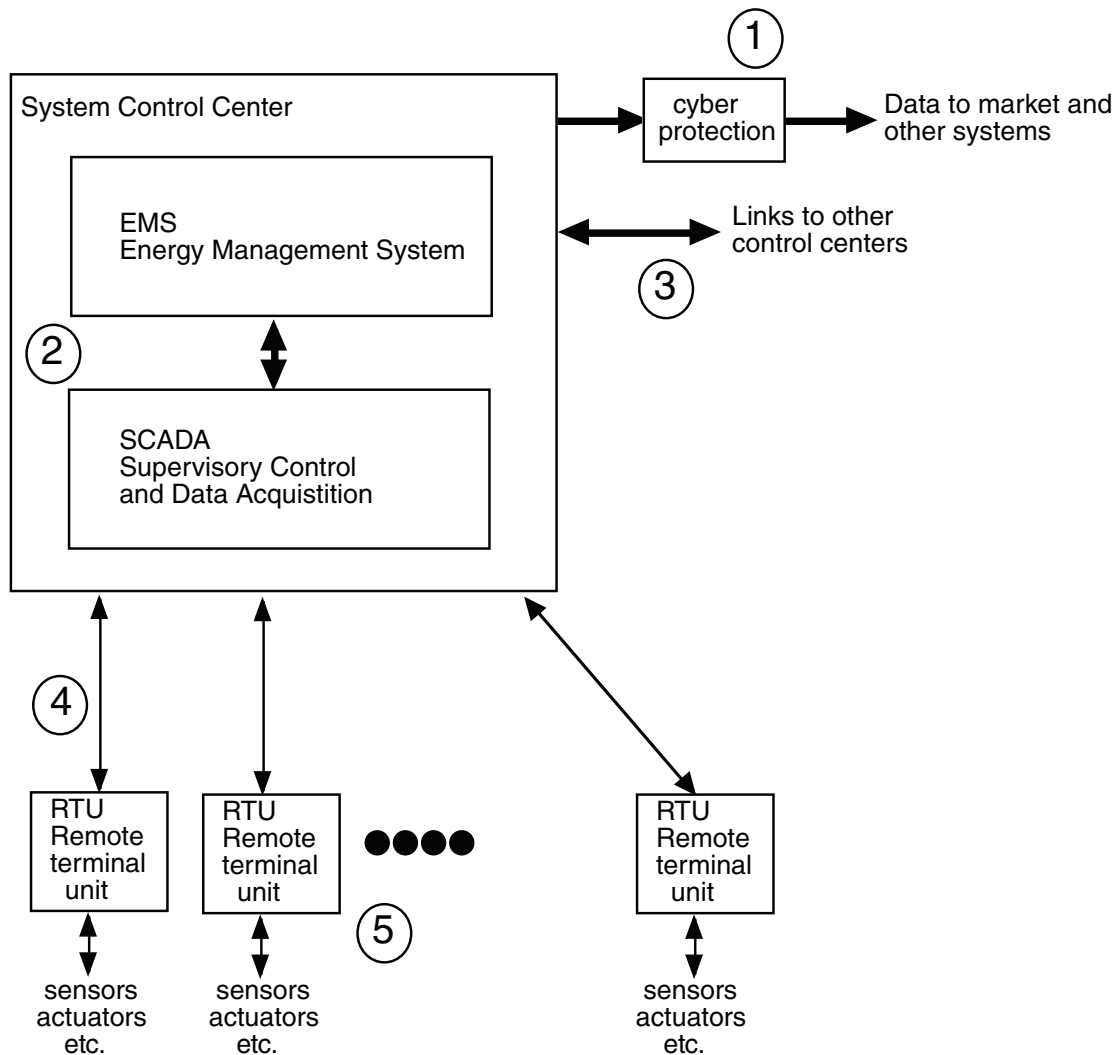 1
System Control Center
cyber
protection
Data to market and
other systems
EMS
Energy Management System
Links to other
control centers
3
2
SCADA
Supervisory Control
and Data Acquistition
4
RTU
Remote
terminal
unit
RTU
Remote
terminal
unit
RTU
Remote
terminal
unit
5
sensors
actuators
etc.
sensors
actuators
etc.
sensors
actuators
etc.